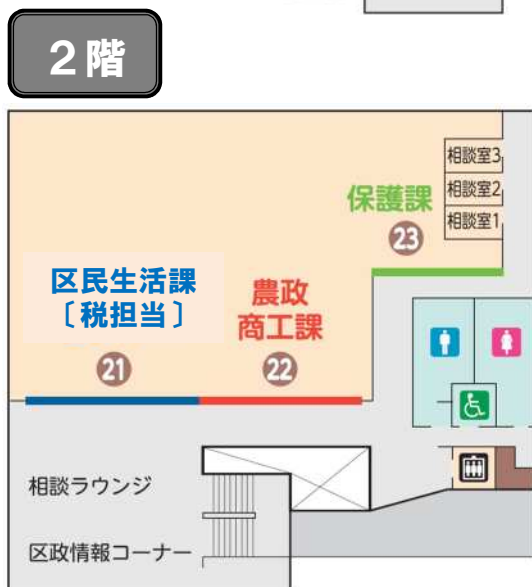 ２階
相談室3
相談室2
相談室1
保護課
23
区民生活課
〔税担当〕
農政
商工課
21
22
相談ラウンジ
区政情報コーナー